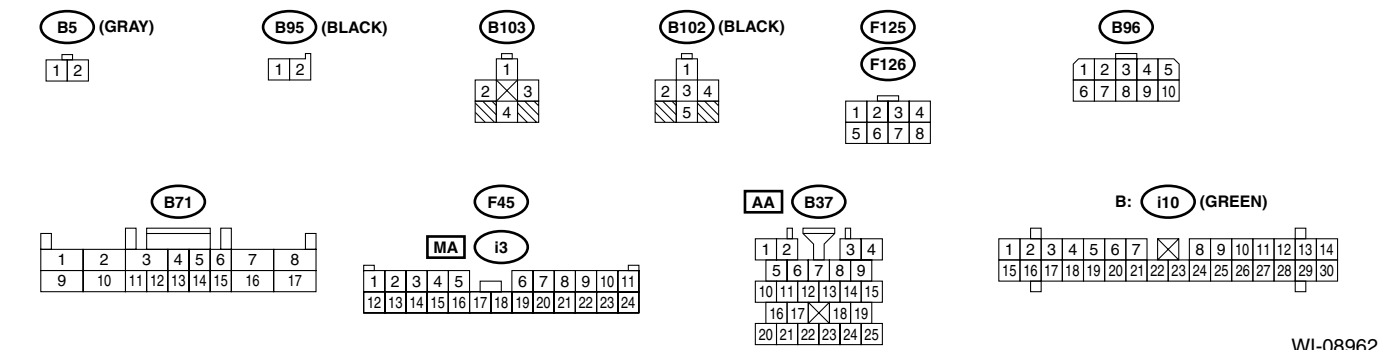 B5 (GRAY)
1 2
B95 (BLACK)
1 2
B103
1
2 3
4
B102 (BLACK)
1
2 3 4
5
F125
F126
1 2 3 4
5 6 7 8
B96
1 2 3 4 5
6 7 8 9 10
B71
1 2 3 4 5 6 7 8
9 10 11 12 13 14 15 16 17
F45
MA i3
1 2 3 4 5 6 7 8 9 10 11
12 13 14 15 16 17 18 19 20 21 22 23 24
AA B37
1 2 3 4
5 6 7 8 9
10 11 12 13 14 15
16 17 18 19
20 21 22 23 24 25
B: i10 (GREEN)
1 2 3 4 5 6 7 8 9 10 11 12 13 14
15 16 17 18 19 20 21 22 23 24 25 26 27 28 29 30
WI-08962